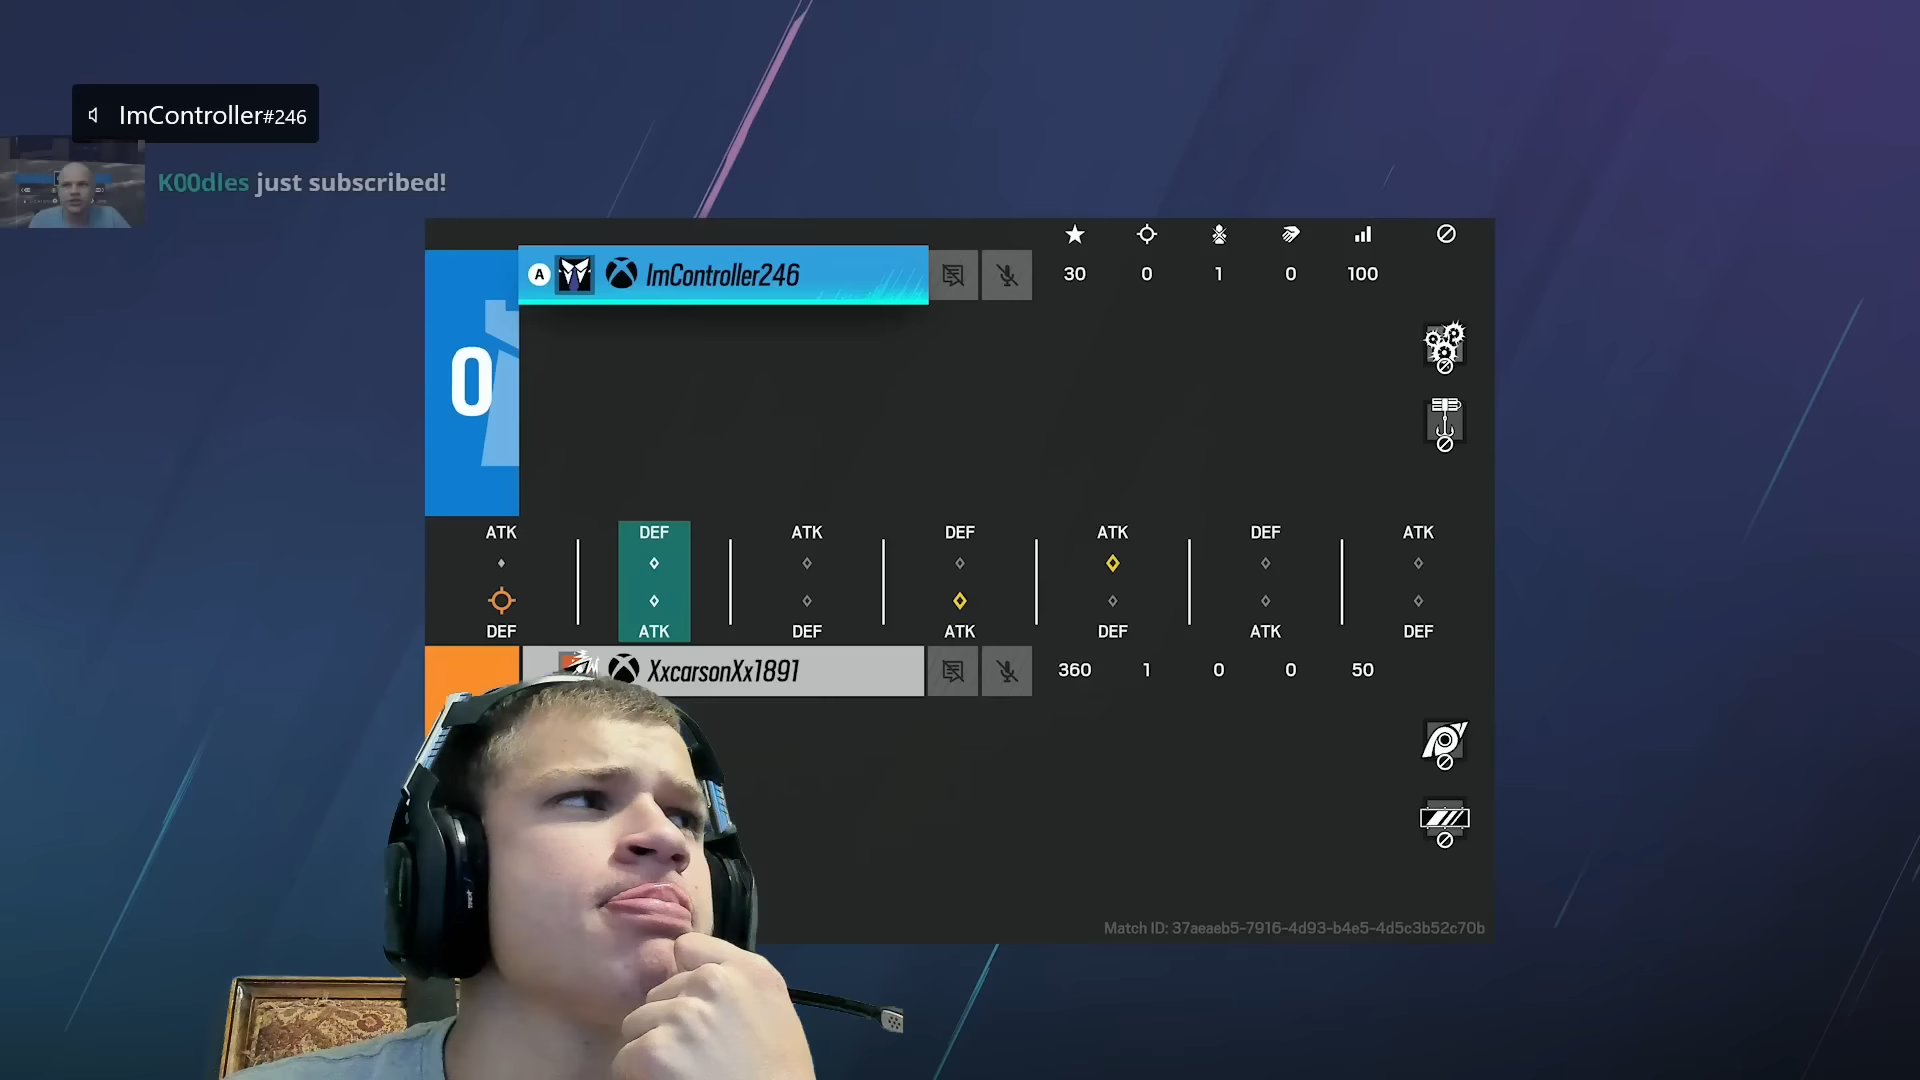 ImController#246
K00dles just subscribed!
A ImController246 30 0 1 0 100
0
ATK DEF ATK DEF ATK DEF ATK
DEF ATK DEF ATK DEF ATK DEF
XxcarsonXx1891 360 1 0 0 50
Match ID: 37aeaeb5-7916-4d93-b4e5-4d5c3b52c70b